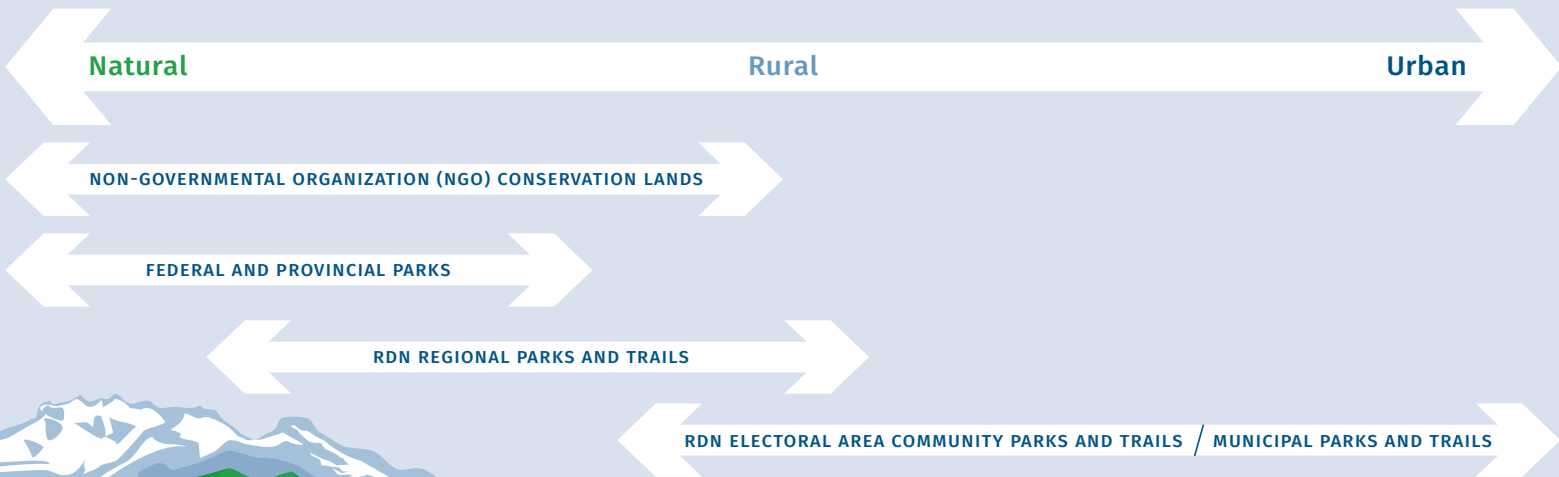 Natural Rural Urban
NON-GOVERNMENTAL ORGANIZATION (NGO) CONSERVATION LANDS
FEDERAL AND PROVINCIAL PARKS
RDN REGIONAL PARKS AND TRAILS
RDN ELECTORAL AREA COMMUNITY PARKS AND TRAILS / MUNICIPAL PARKS AND TRAILS